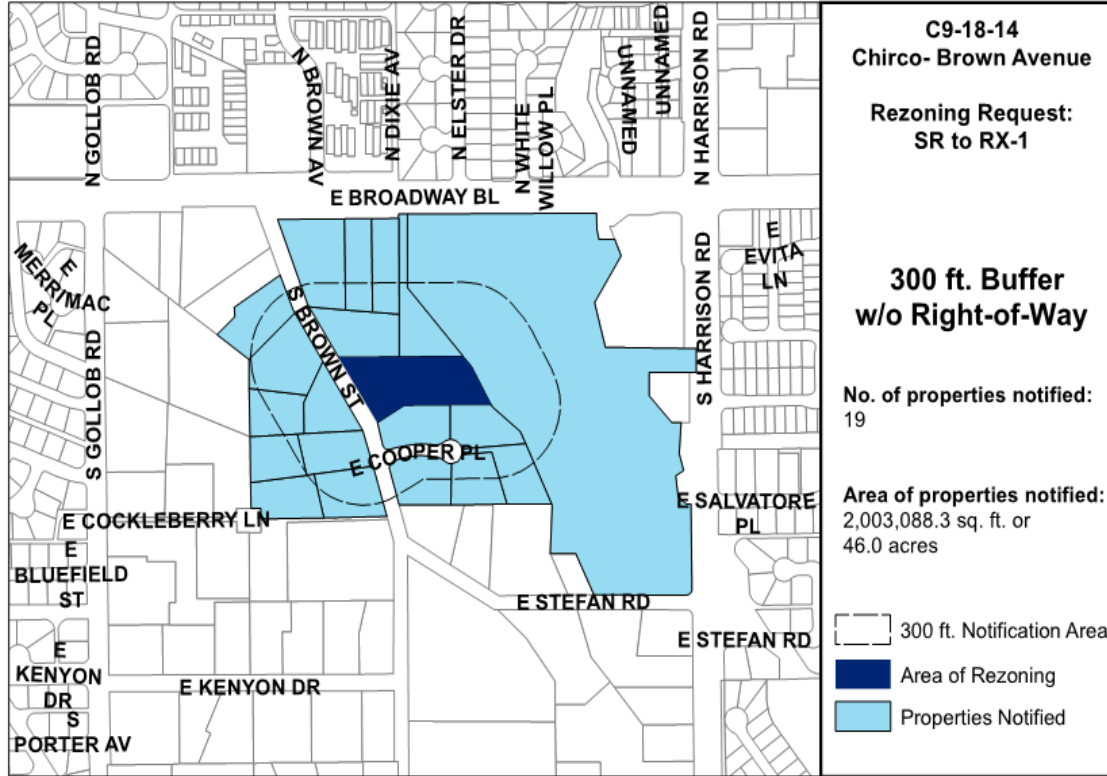 N GOLLOB RD
N BROWN AV
N DIXIE AV
N ELSTER DR
N WHITE
WILLOW PL
UNNAMED
UNNAMED
N HARRISON RD
E BROADWAY BL
E
MERRIMAC
PL
S GOLLOB RD
S BROWN ST
S HARRISON RD
E
EVITA
LN
E COOPER PL
E COCKLEBERRY LN
E SALVATORE
PL
E
BLUEFIELD
ST
E STEFAN RD
E STEFAN RD
E
KENYON
DR
E KENYON DR
S
PORTER AV
C9-18-14
Chirco- Brown Avenue
Rezoning Request:
SR to RX-1
300 ft. Buffer
w/o Right-of-Way
No. of properties notified:
19
Area of properties notified:
2,003,088.3 sq. ft. or
46.0 acres
300 ft. Notification Area
Area of Rezoning
Properties Notified